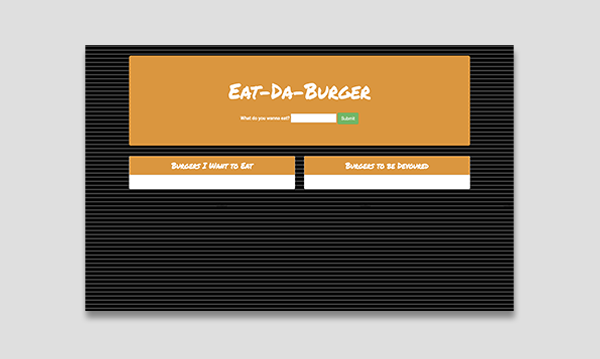 Eat-Da-Burger
What do you wanna eat? Submit
Burgers I Want to Eat
Burgers to be Devoured